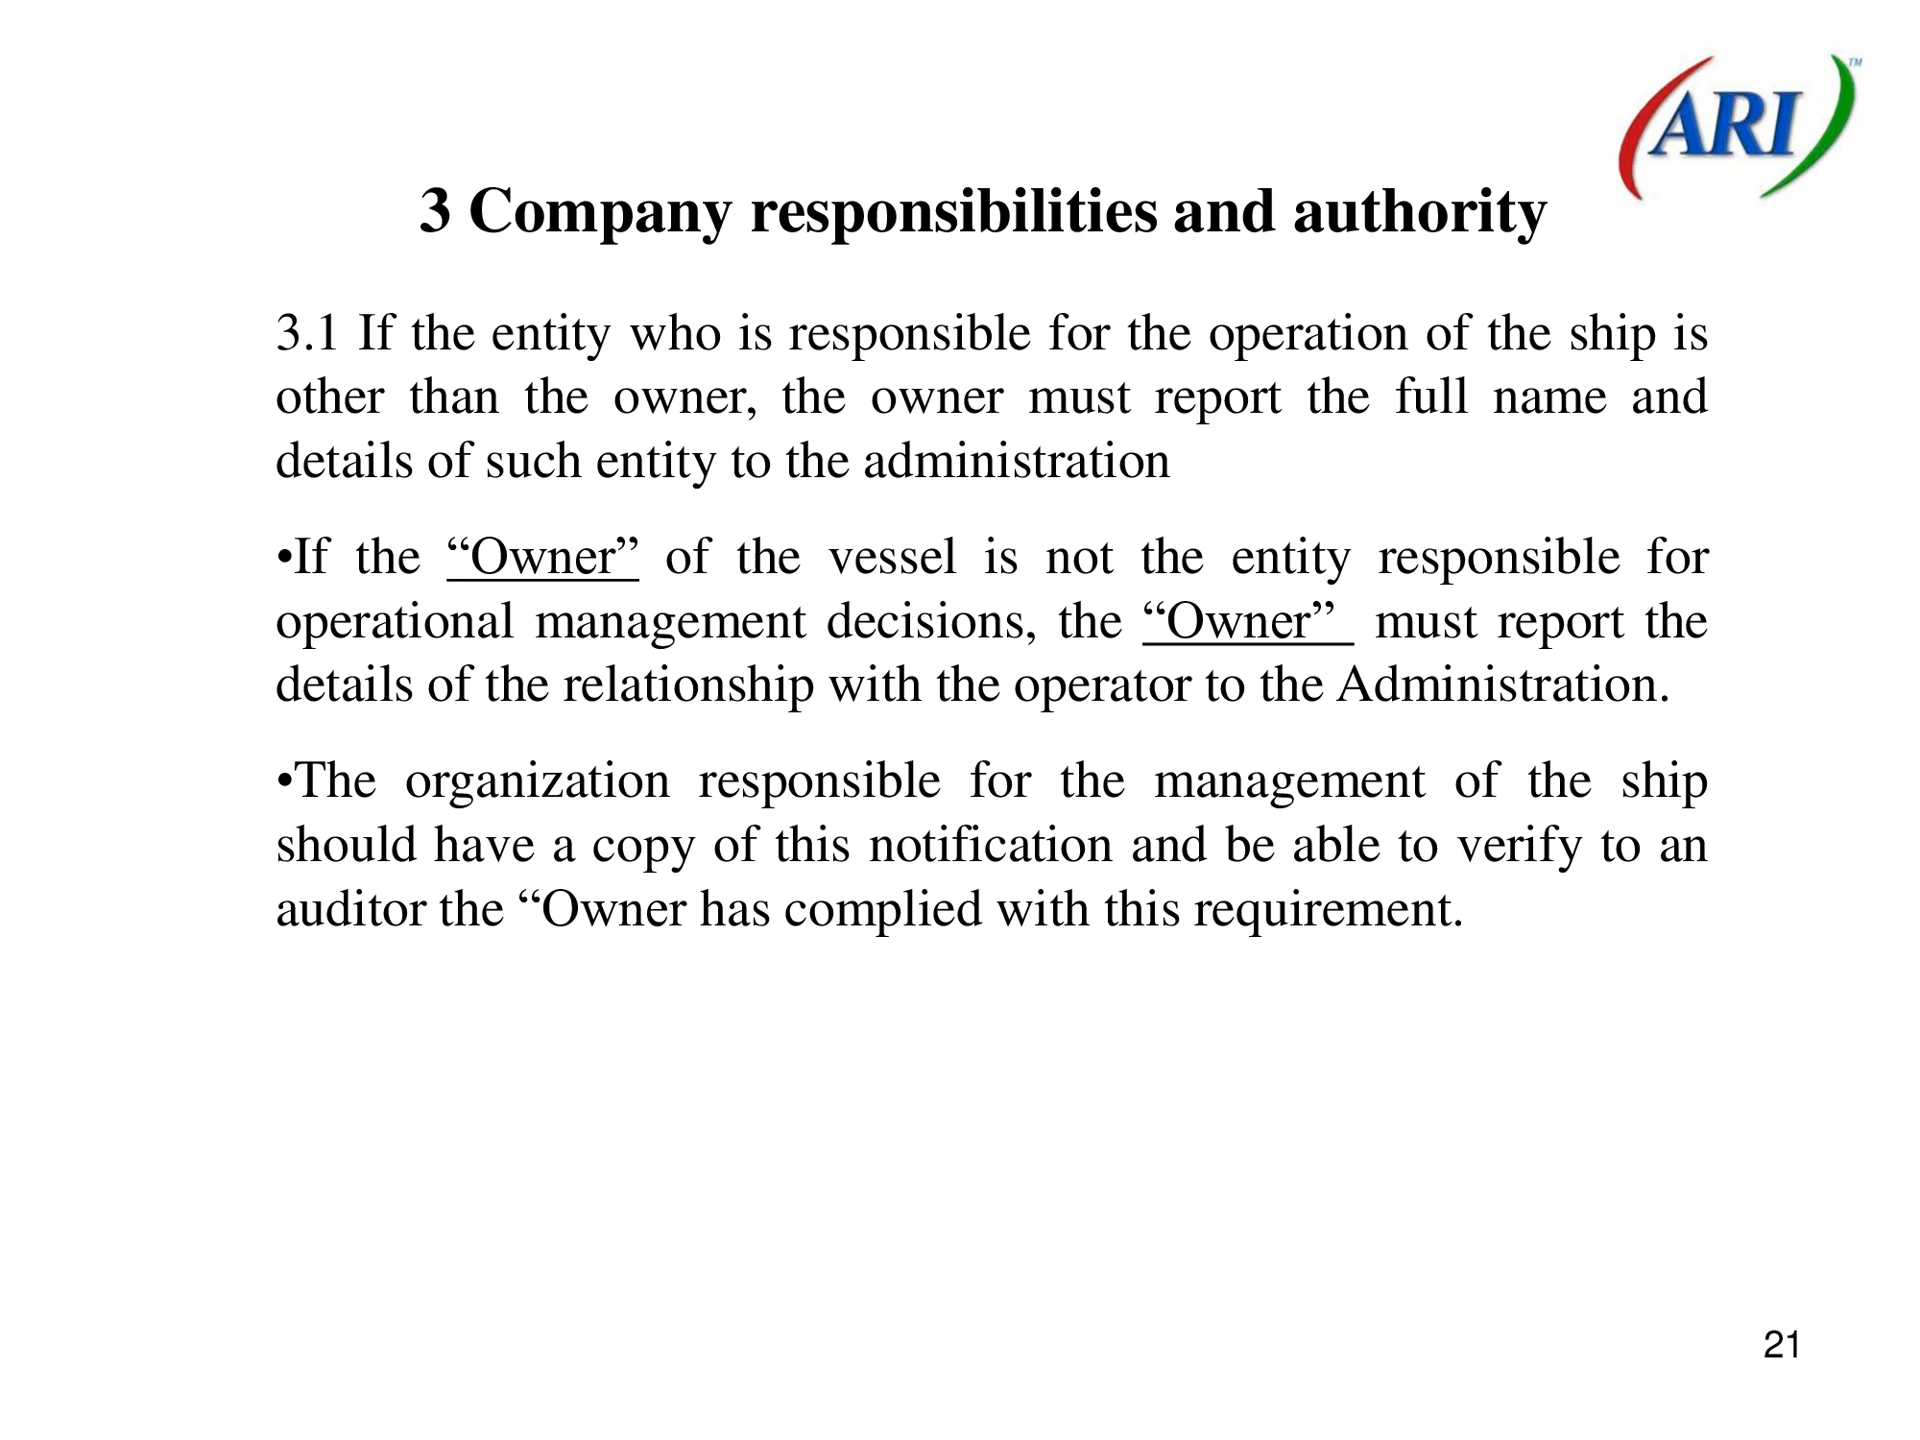 ARI
TM
3 Company responsibilities and authority
3.1 If the entity who is responsible for the operation of the ship is
other than the owner, the owner must report the full name and
details of such entity to the administration
•If the “Owner” of the vessel is not the entity responsible for
operational management decisions, the “Owner” must report the
details of the relationship with the operator to the Administration.
•The organization responsible for the management of the ship
should have a copy of this notification and be able to verify to an
auditor the “Owner has complied with this requirement.
21